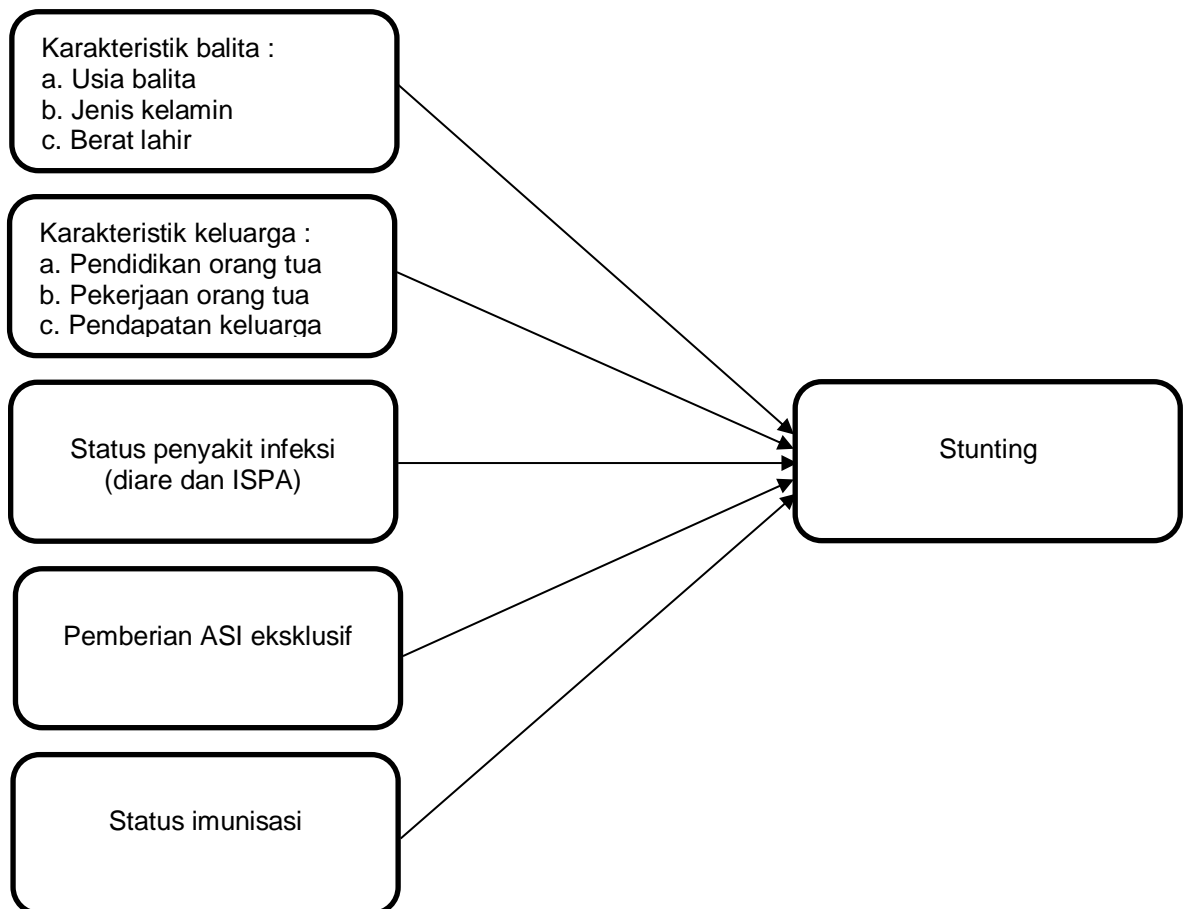 Karakteristik balita :
a. Usia balita
b. Jenis kelamin
c. Berat lahir
Karakteristik keluarga :
a. Pendidikan orang tua
b. Pekerjaan orang tua
c. Pendapatan keluarga
Status penyakit infeksi
(diare dan ISPA)
Stunting
Pemberian ASI eksklusif
Status imunisasi